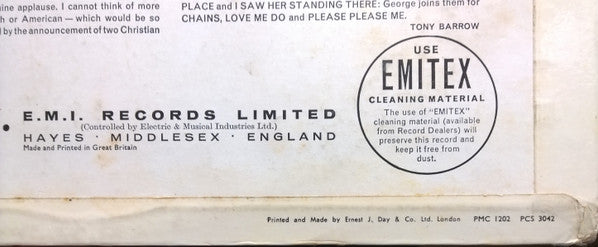 ine applause. I cannot think of more
h or American — which would be so
by the announcement of two Christian
PLACE and I SAW HER STANDING THERE: George joins them for
CHAINS, LOVE ME DO and PLEASE PLEASE ME.
TONY BARROW
USE
EMITEX
CLEANING MATERIAL
The use of "EMITEX"
cleaning material (available
from Record Dealers) will
preserve this record and
keep it free from
dust.
E.M.I. RECORDS LIMITED
(Controlled by Electric & Musical Industries Ltd.)
HAYES · MIDDLESEX · ENGLAND
Made and Printed in Great Britain
Printed and Made by Ernest J. Day & Co. Ltd. London PMC 1202 PCS 3042